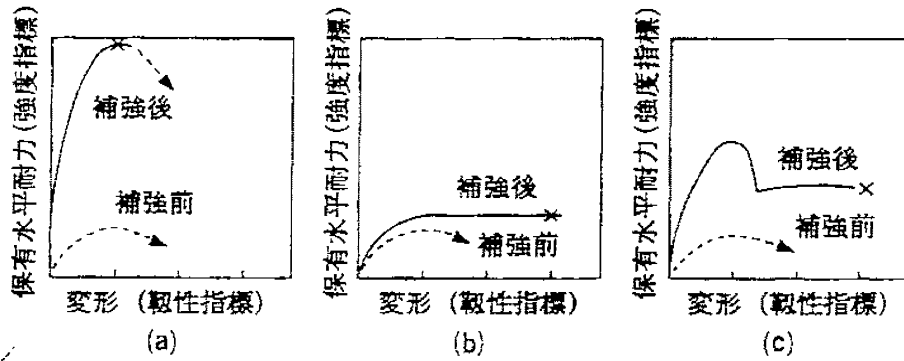 保有水平耐力(強度指標)
補強後
補強前
変形 (靱性指標)
(a)
保有水平耐力(強度指標)
補強後
補強前
変形 (靱性指標)
(b)
保有水平耐力(強度指標)
補強後
補強前
変形 (靱性指標)
(c)